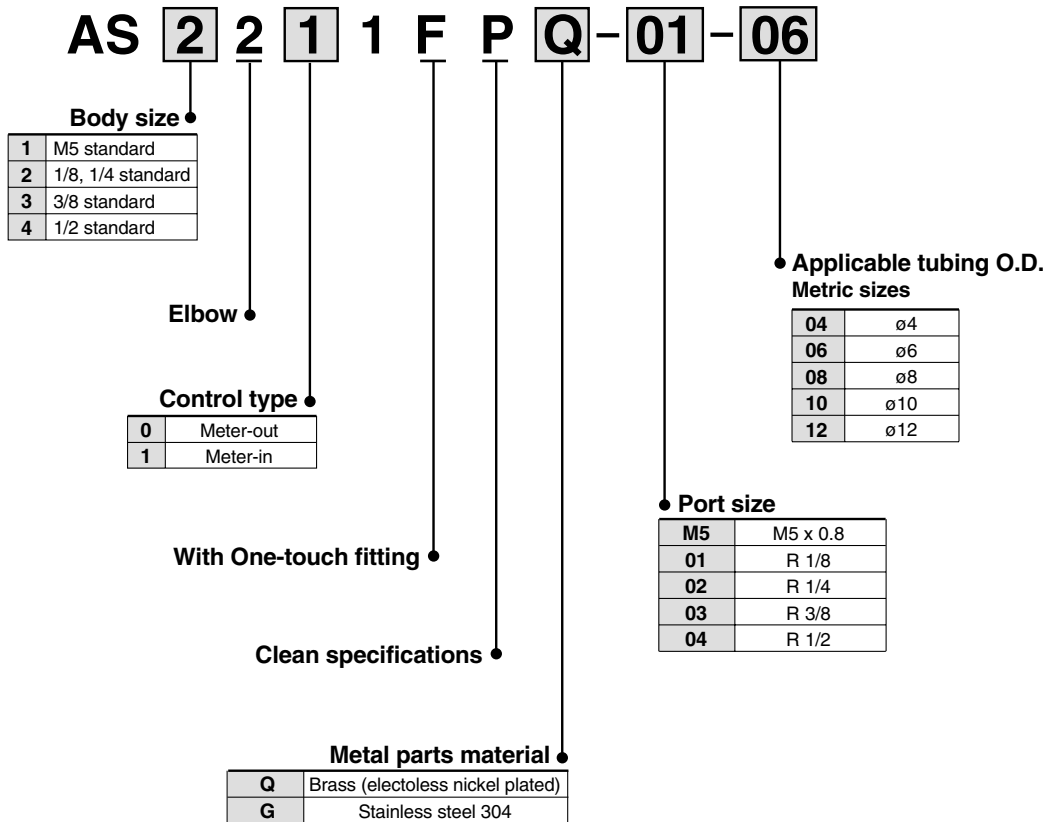 AS 2 2 1 1 F P Q - 01 - 06
Body size
1 M5 standard
2 1/8, 1/4 standard
3 3/8 standard
4 1/2 standard
Elbow
Control type
0 Meter-out
1 Meter-in
With One-touch fitting
Clean specifications
Metal parts material
Q Brass (electoless nickel plated)
G Stainless steel 304
Port size
M5 M5 x 0.8
01 R 1/8
02 R 1/4
03 R 3/8
04 R 1/2
Applicable tubing O.D.
Metric sizes
04 ø4
06 ø6
08 ø8
10 ø10
12 ø12